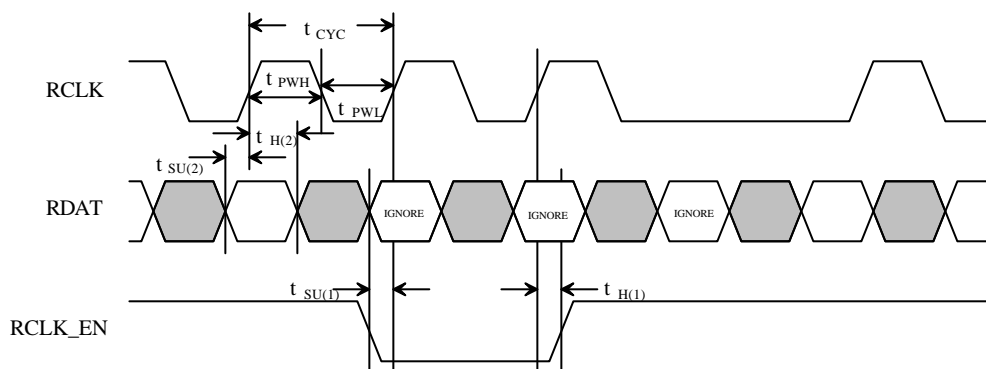 t CYC
RCLK
t PWH
t PWL
t H(2)
t SU(2)
RDAT
IGNORE
IGNORE
IGNORE
t SU(1)
t H(1)
RCLK_EN